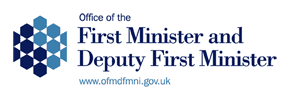 Office of the
First Minister and
Deputy First Minister
www.ofmdfmni.gov.uk